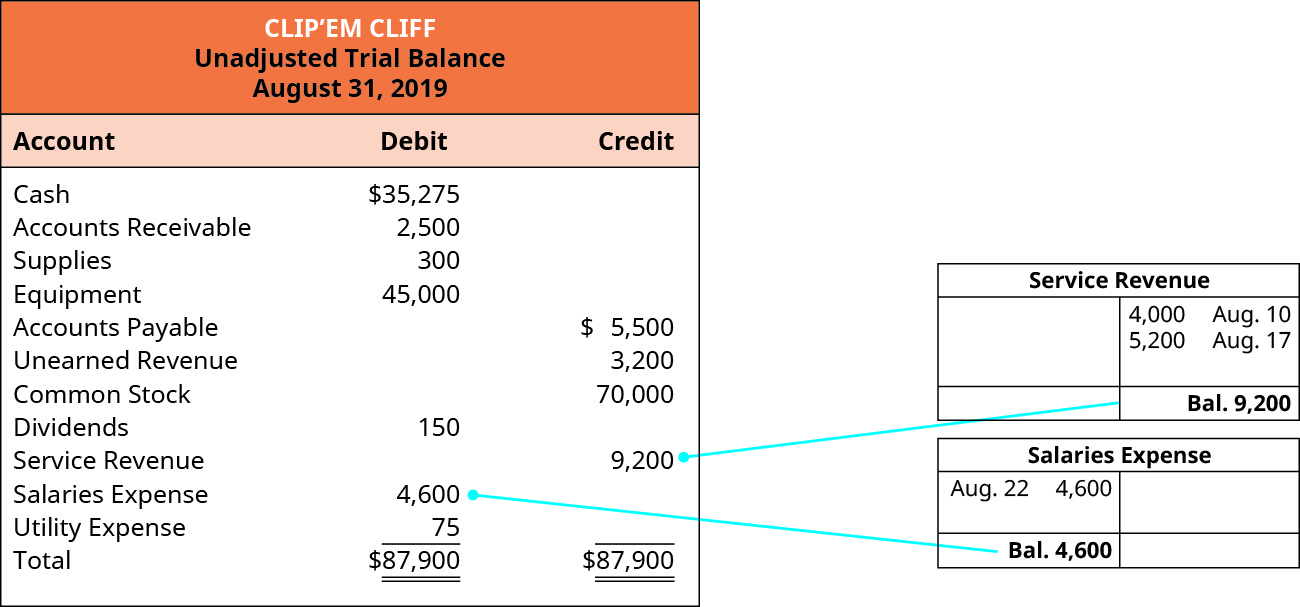 CLIP’EM CLIFF
Unadjusted Trial Balance
August 31, 2019
Account Debit Credit
Cash $35,275
Accounts Receivable 2,500
Supplies 300
Equipment 45,000
Accounts Payable $ 5,500
Unearned Revenue 3,200
Common Stock 70,000
Dividends 150
Service Revenue 9,200
Salaries Expense 4,600
Utility Expense 75
Total $87,900 $87,900
Service Revenue
4,000 Aug. 10
5,200 Aug. 17
Bal. 9,200
Salaries Expense
Aug. 22 4,600
Bal. 4,600